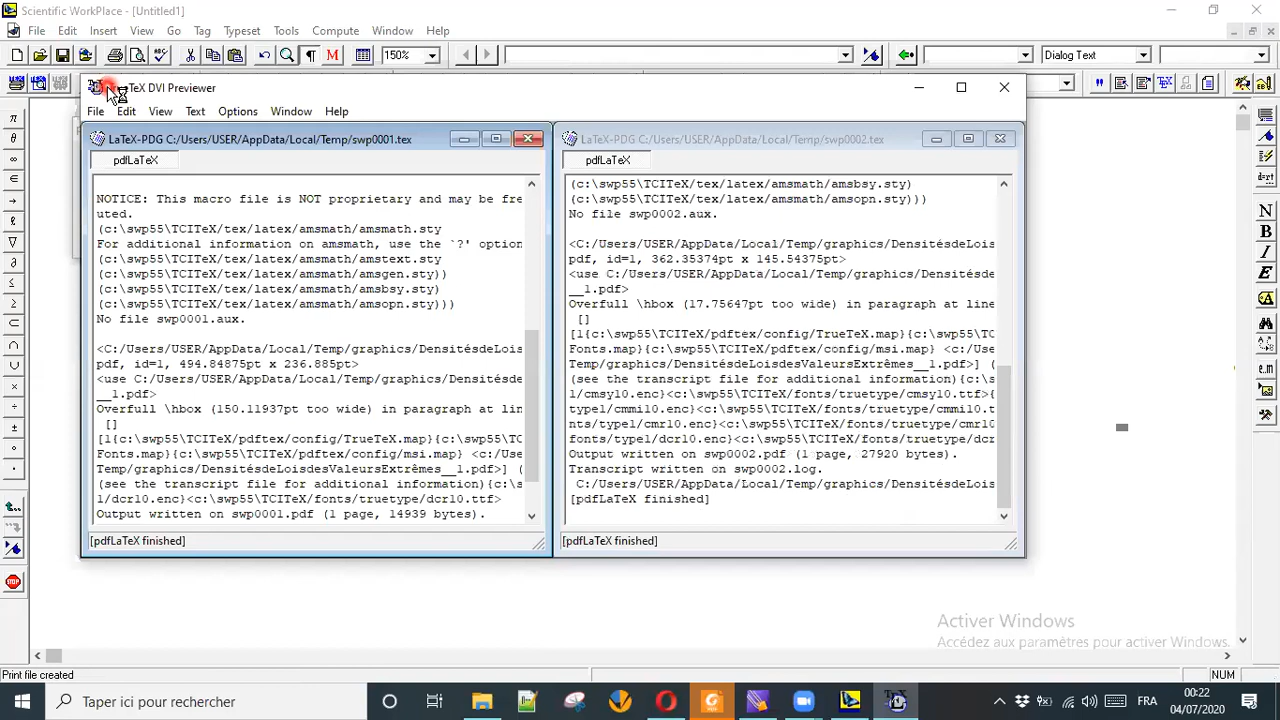 Scientific WorkPlace - [Untitled1]
File Edit Insert View Go Tag Typeset Tools Compute Window Help
150% Dialog Text
TeX DVI Previewer
File Edit View Text Options Window Help
LaTeX-PDG C:/Users/USER/AppData/Local/Temp/swp0001.tex
pdfLaTeX
NOTICE: This macro file is NOT proprietary and may be fre
uted.
(c:\swp55\TCITeX/tex/latex/amsmath/amsmath.sty
For additional information on amsmath, use the `?' option
(c:\swp55\TCITeX/tex/latex/amsmath/amstext.sty
(c:\swp55\TCITeX/tex/latex/amsmath/amsgen.sty))
(c:\swp55\TCITeX/tex/latex/amsmath/amsbsy.sty)
(c:\swp55\TCITeX/tex/latex/amsmath/amsopn.sty)))
No file swp0001.aux.
<C:/Users/USER/AppData/Local/Temp/graphics/DensitésdeLois
pdf, id=1, 494.84875pt x 236.885pt>
<use C:/Users/USER/AppData/Local/Temp/graphics/Densitésde
__1.pdf>
Overfull \hbox (150.11937pt too wide) in paragraph at lin
[]
[1{c:\swp55\TCITeX/pdftex/config/TrueTeX.map}{c:\swp55\TC
Fonts.map}{c:\swp55\TCITeX/pdftex/config/msi.map} <C:/Use
Temp/graphics/DensitésdeLoisdesValeursExtrêmes__1.pdf>] (
(see the transcript file for additional information){c:\s
1/dcr10.enc}<c:\swp55\TCITeX/fonts/truetype/dcr10.ttf>
Output written on swp0001.pdf (1 page, 14939 bytes).
[pdfLaTeX finished]
LaTeX-PDG C:/Users/USER/AppData/Local/Temp/swp0002.tex
pdfLaTeX
(c:\swp55\TCITeX/tex/latex/amsmath/amsbsy.sty)
(c:\swp55\TCITeX/tex/latex/amsmath/amsopn.sty)))
No file swp0002.aux.
<C:/Users/USER/AppData/Local/Temp/graphics/DensitésdeLois
pdf, id=1, 362.35374pt x 145.54375pt>
<use C:/Users/USER/AppData/Local/Temp/graphics/Densitésde
__1.pdf>
Overfull \hbox (17.75647pt too wide) in paragraph at line
[]
[1{c:\swp55\TCITeX/pdftex/config/TrueTeX.map}{c:\swp55\TC
Fonts.map}{c:\swp55\TCITeX/pdftex/config/msi.map} <C:/Use
Temp/graphics/DensitésdeLoisdesValeursExtrêmes__1.pdf>] (
(see the transcript file for additional information){c:\s
1/cmsy10.enc}<c:\swp55\TCITeX/fonts/truetype/cmsy10.ttf>{
type1/cmmi10.enc}<c:\swp55\TCITeX/fonts/truetype/cmmi10.t
nts/type1/cmr10.enc}<c:\swp55\TCITeX/fonts/truetype/cmr10
fonts/type1/dcr10.enc}<c:\swp55\TCITeX/fonts/truetype/dcr
Output written on swp0002.pdf (1 page, 27920 bytes).
Transcript written on swp0002.log.
C:/Users/USER/AppData/Local/Temp/graphics/DensitésdeLois
[pdfLaTeX finished]
[pdfLaTeX finished]
Activer Windows
Accédez aux paramètres pour activer Windows.
Print file created
NUM
Taper ici pour rechercher
FRA
00:22
04/07/2020